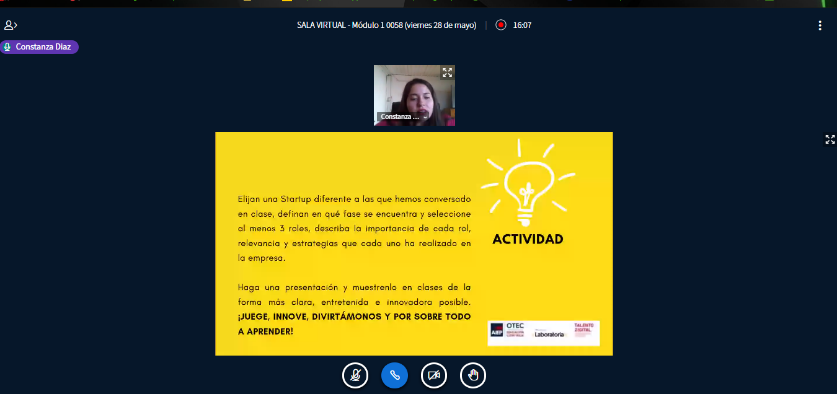 SALA VIRTUAL - Módulo 1 0058 (viernes 28 de mayo)
16:07
Constanza Diaz
Constanza ...
Elijan una Startup diferente a las que hemos conversado
en clase, definan en qué fase se encuentra y seleccione
al menos 3 roles, describa la importancia de cada rol,
relevancia y estrategias que cada uno ha realizado en
la empresa.
Haga una presentación y muestrenlo en clases de la
forma más clara, entretenida e innovadora posible.
¡JUEGE, INNOVE, DIVIRTÁMONOS Y POR SOBRE TODO
A APRENDER!
ACTIVIDAD
OTEC
Laboratoria
TALENTO
DIGITAL